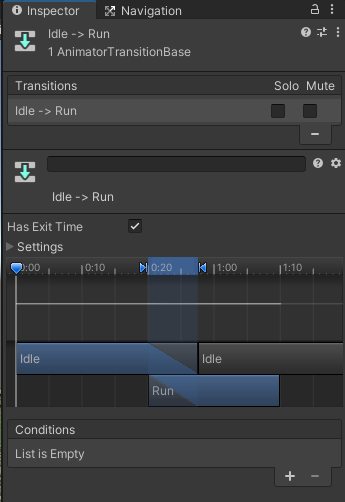 Inspector Navigation
Idle -> Run
1 AnimatorTransitionBase
Transitions Solo Mute
Idle -> Run
Idle -> Run
Has Exit Time
Settings
0:00 0:10 0:20 1:00 1:10
Idle Idle
Run
Conditions
List is Empty